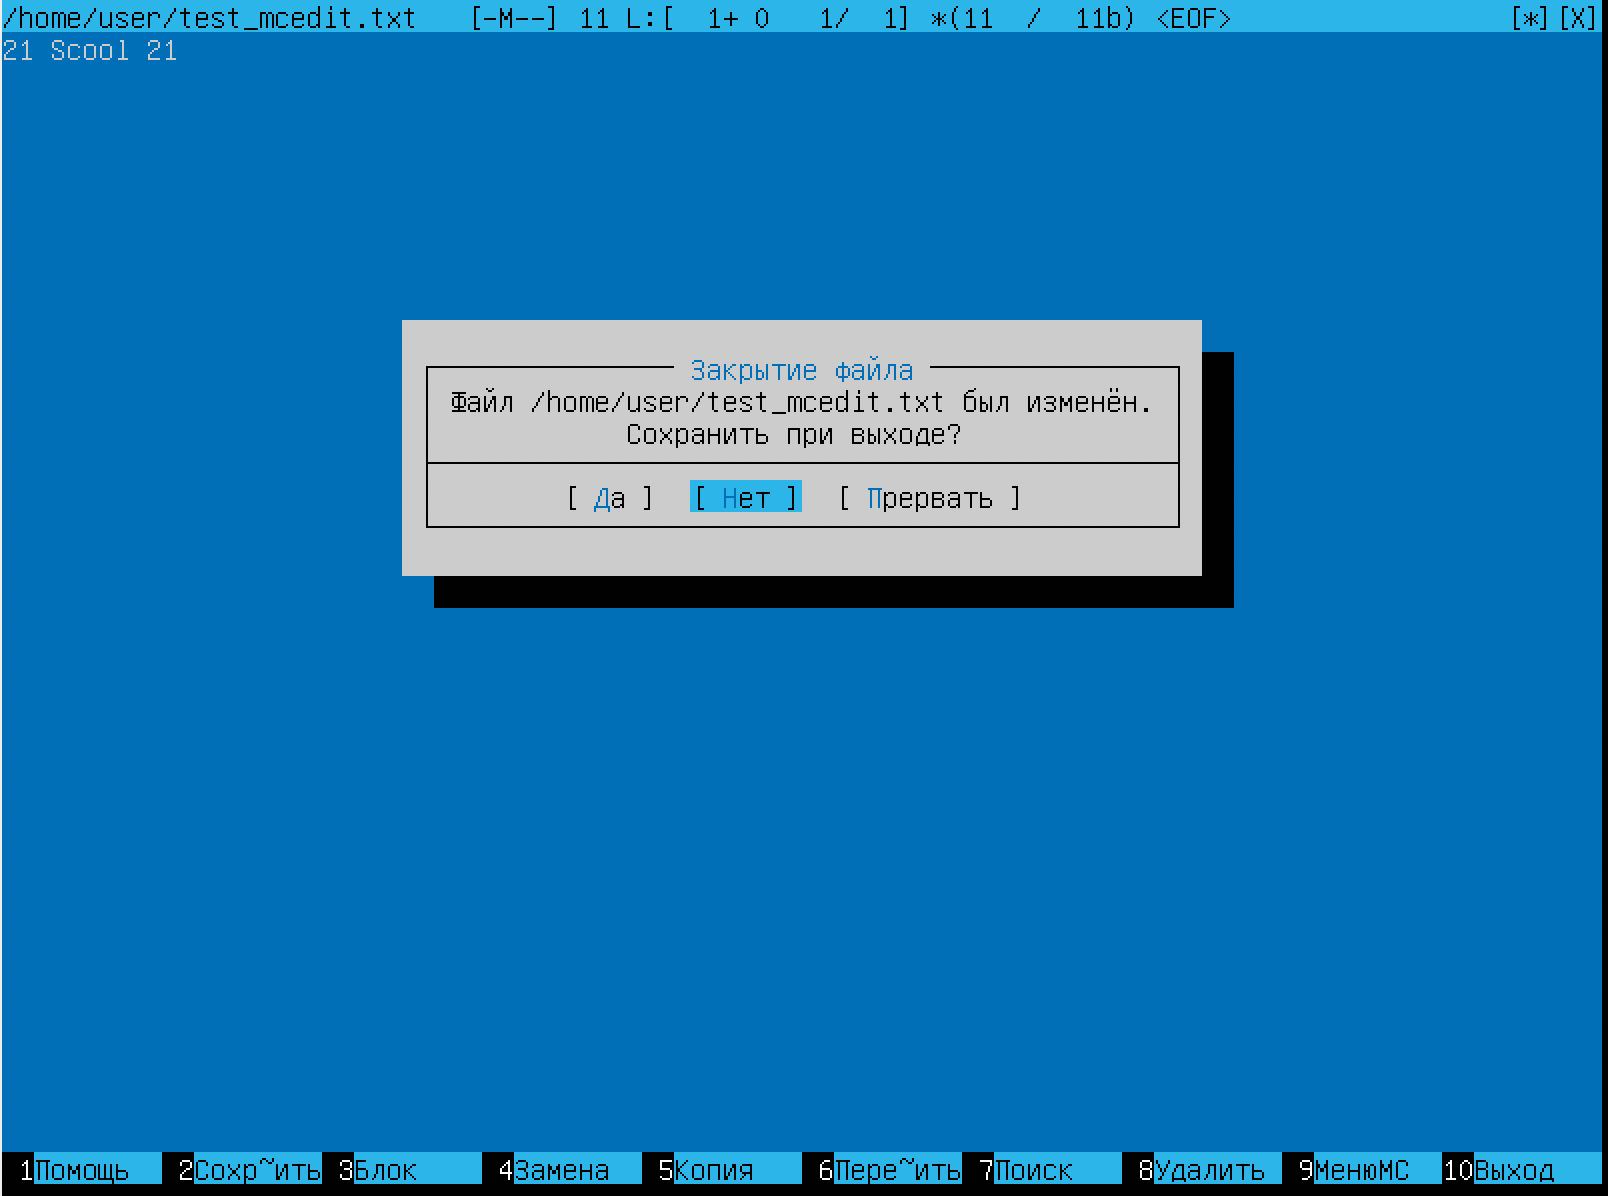 /home/user/test_mcedit.txt [-M--] 11 L:[ 1+ 0 1/ 1] *(11 / 11b) <EOF> [*][X]
21 Scool 21
Закрытие файла
Файл /home/user/test_mcedit.txt был изменён.
Сохранить при выходе?
[ Да ] [ Нет ] [ Прервать ]
1Помощь 2Сохр~ить 3Блок 4Замена 5Копия 6Пере~ить 7Поиск 8Удалить 9МенюMC 10Выход